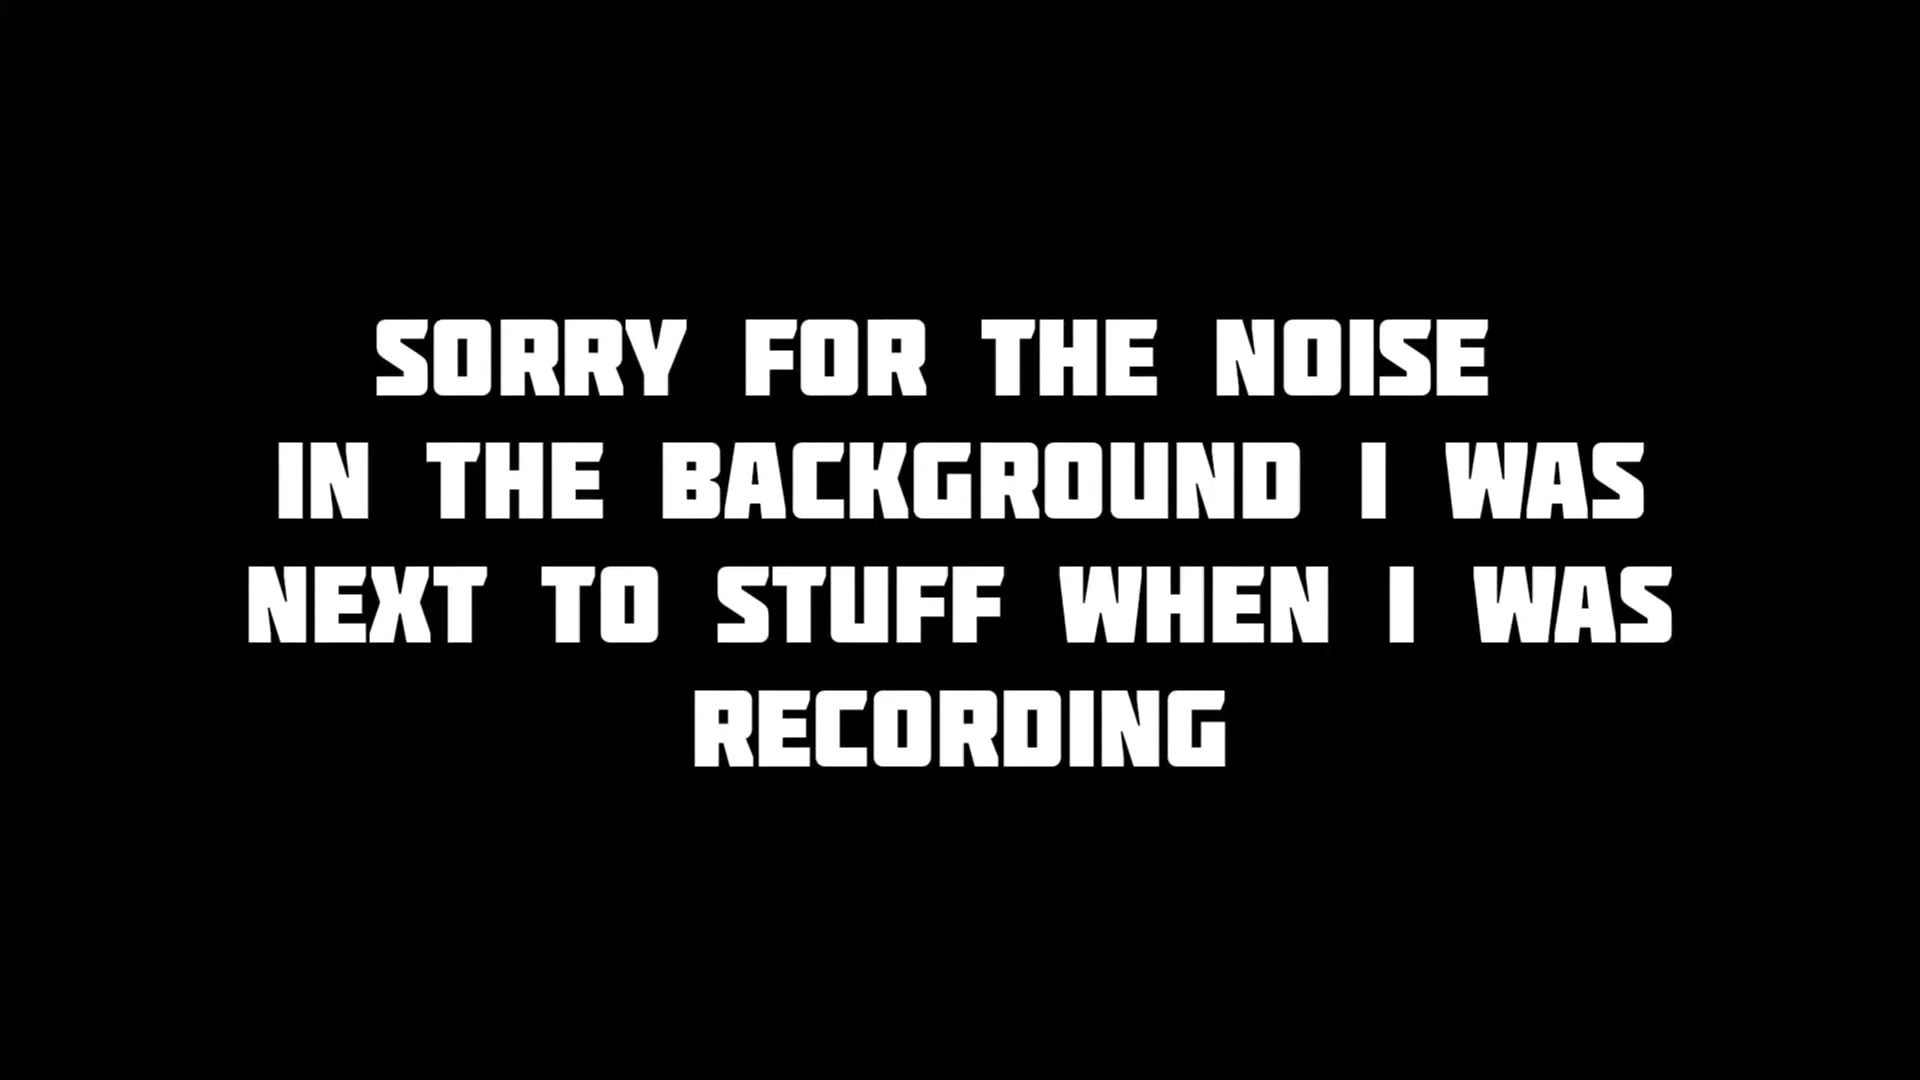 SORRY FOR THE NOISE
IN THE BACKGROUND I WAS
NEXT TO STUFF WHEN I WAS
RECORDING